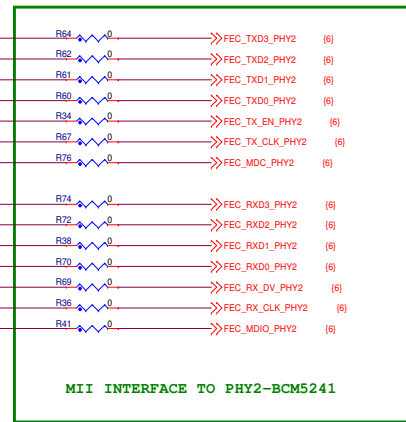 R64 0 FEC_TXD3_PHY2 {6}
R62 0 FEC_TXD2_PHY2 {6}
R61 0 FEC_TXD1_PHY2 {6}
R60 0 FEC_TXD0_PHY2 {6}
R34 0 FEC_TX_EN_PHY2 {6}
R67 0 FEC_TX_CLK_PHY2 {6}
R76 0 FEC_MDC_PHY2 {6}
R74 0 FEC_RXD3_PHY2 {6}
R72 0 FEC_RXD2_PHY2 {6}
R38 0 FEC_RXD1_PHY2 {6}
R70 0 FEC_RXD0_PHY2 {6}
R69 0 FEC_RX_DV_PHY2 {6}
R36 0 FEC_RX_CLK_PHY2 {6}
R41 0 FEC_MDIO_PHY2 {6}
MII INTERFACE TO PHY2-BCM5241